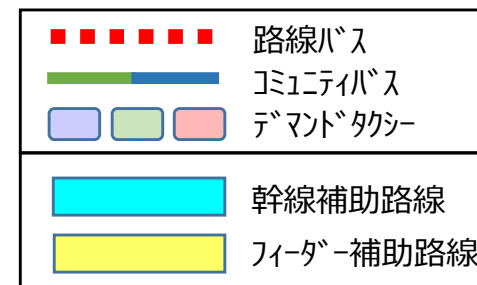 路線バス
ｺﾐｭﾆﾃｨﾊﾞｽ
ﾃﾞﾏﾝﾄﾞﾀｸｼｰ
幹線補助路線
ﾌｨｰﾀﾞｰ補助路線